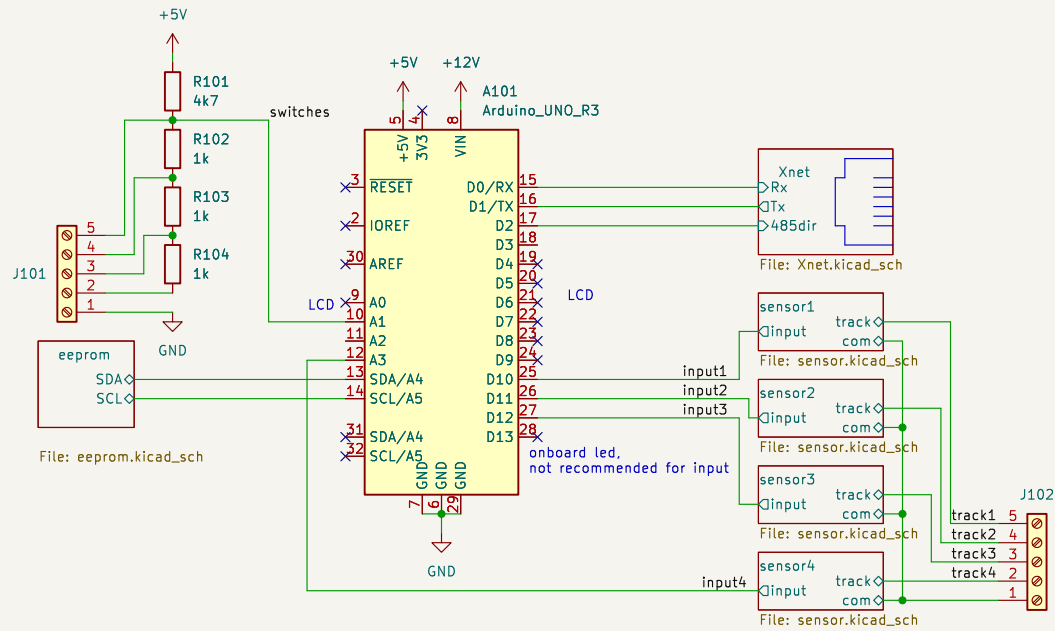 +5V
R101
4k7
switches
R102
1k
R103
1k
R104
1k
J101
5
4
3
2
1
GND
eeprom
SDA
SCL
File: eeprom.kicad_sch
+5V
+12V
A101
Arduino_UNO_R3
5
4
8
+5V
3V3
VIN
3
RESET
2
IOREF
30
AREF
LCD
9
A0
10
A1
11
A2
12
A3
13
SDA/A4
14
SCL/A5
31
SDA/A4
32
SCL/A5
D0/RX
15
D1/TX
16
D2
17
D3
18
D4
19
D5
20
D6
21
D7
22
D8
23
D9
24
D10
25
D11
26
D12
27
D13
28
LCD
GND
GND
GND
7
6
29
GND
onboard led,
not recommended for input
input1
input2
input3
input4
Xnet
Rx
Tx
485dir
File: Xnet.kicad_sch
sensor1
track
input
com
File: sensor.kicad_sch
sensor2
track
input
com
File: sensor.kicad_sch
sensor3
track
input
com
File: sensor.kicad_sch
sensor4
track
input
com
File: sensor.kicad_sch
J102
track1 5
track2 4
track3 3
track4 2
1